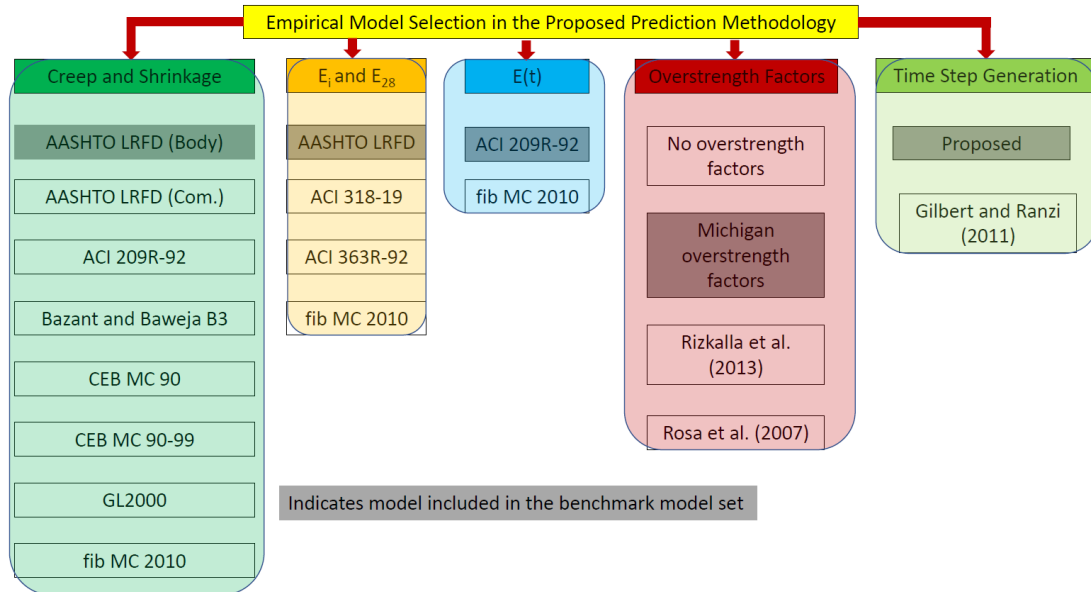 Empirical Model Selection in the Proposed Prediction Methodology
Creep and Shrinkage
AASHTO LRFD (Body)
AASHTO LRFD (Com.)
ACI 209R-92
Bazant and Baweja B3
CEB MC 90
CEB MC 90-99
GL2000
fib MC 2010
Ei and E28
AASHTO LRFD
ACI 318-19
ACI 363R-92
fib MC 2010
E(t)
ACI 209R-92
fib MC 2010
Overstrength Factors
No overstrength
factors
Michigan
overstrength
factors
Rizkalla et al.
(2013)
Rosa et al. (2007)
Time Step Generation
Proposed
Gilbert and Ranzi
(2011)
Indicates model included in the benchmark model set